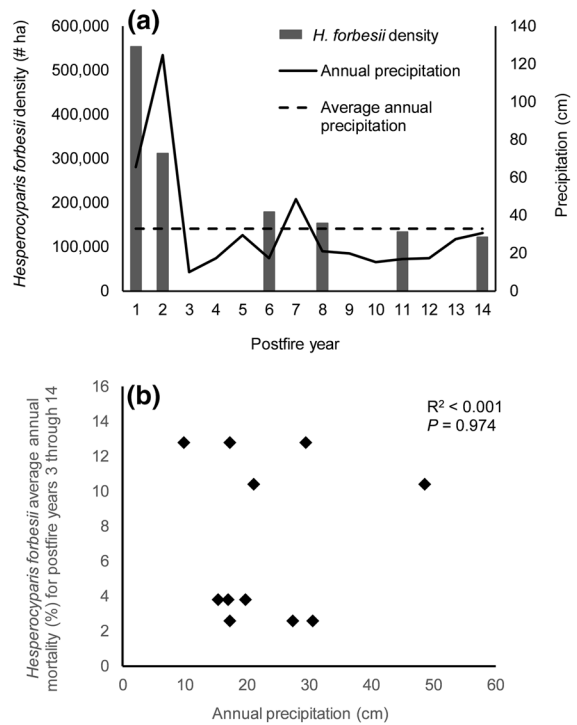 (a)
Hesperocyparis forbesii density (# ha)
600,000
500,000
400,000
300,000
200,000
100,000
0
H. forbesii density
Annual precipitation
Average annual
precipitation
140
120
100
80
60
40
20
0
Precipitation (cm)
1 2 3 4 5 6 7 8 9 10 11 12 13 14
Postfire year
(b)
Hesperocyparis forbesii average annual
mortality (%) for postfire years 3 through 14
16
14
12
10
8
6
4
2
0
R² < 0.001
P = 0.974
0 10 20 30 40 50 60
Annual precipitation (cm)